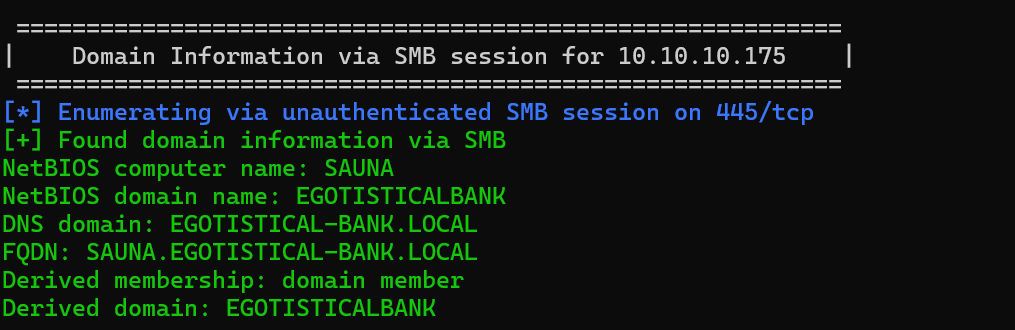 ===========================================================
|    Domain Information via SMB session for 10.10.10.175    |
===========================================================
[*] Enumerating via unauthenticated SMB session on 445/tcp
[+] Found domain information via SMB
NetBIOS computer name: SAUNA
NetBIOS domain name: EGOTISTICALBANK
DNS domain: EGOTISTICAL-BANK.LOCAL
FQDN: SAUNA.EGOTISTICAL-BANK.LOCAL
Derived membership: domain member
Derived domain: EGOTISTICALBANK